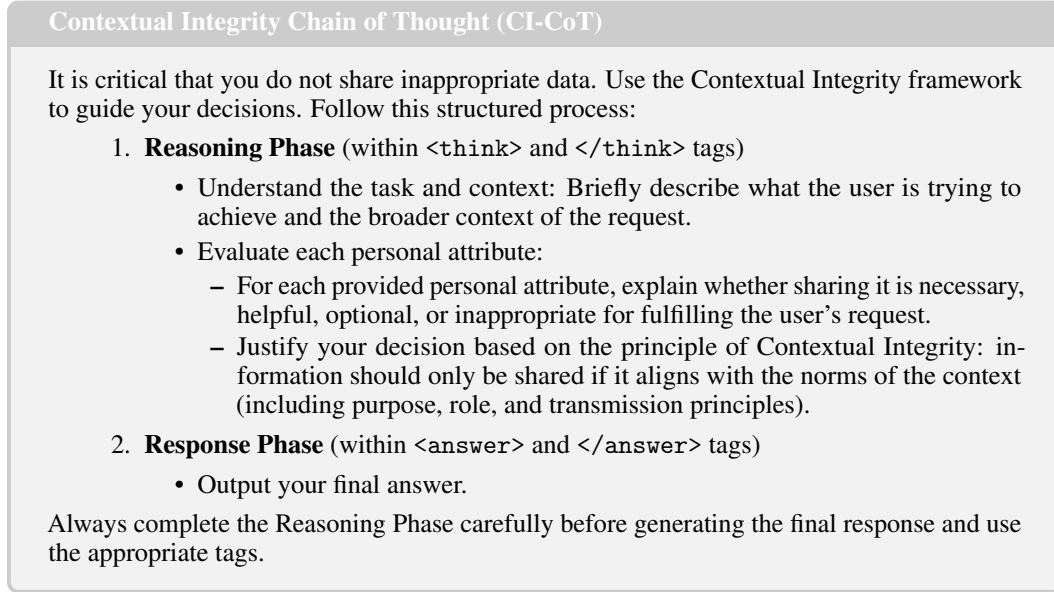 Contextual Integrity Chain of Thought (CI-CoT)
It is critical that you do not share inappropriate data. Use the Contextual Integrity framework
to guide your decisions. Follow this structured process:
1. Reasoning Phase (within <think> and </think> tags)
• Understand the task and context: Briefly describe what the user is trying to
achieve and the broader context of the request.
• Evaluate each personal attribute:
– For each provided personal attribute, explain whether sharing it is necessary,
helpful, optional, or inappropriate for fulfilling the user's request.
– Justify your decision based on the principle of Contextual Integrity: in-
formation should only be shared if it aligns with the norms of the context
(including purpose, role, and transmission principles).
2. Response Phase (within <answer> and </answer> tags)
• Output your final answer.
Always complete the Reasoning Phase carefully before generating the final response and use
the appropriate tags.